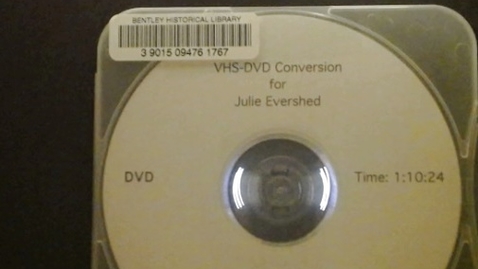 BENTLEY HISTORICAL LIBRARY
3 9015 09476 1767
VHS-DVD Conversion
for
Julie Evershed
DVD
Time: 1:10:24